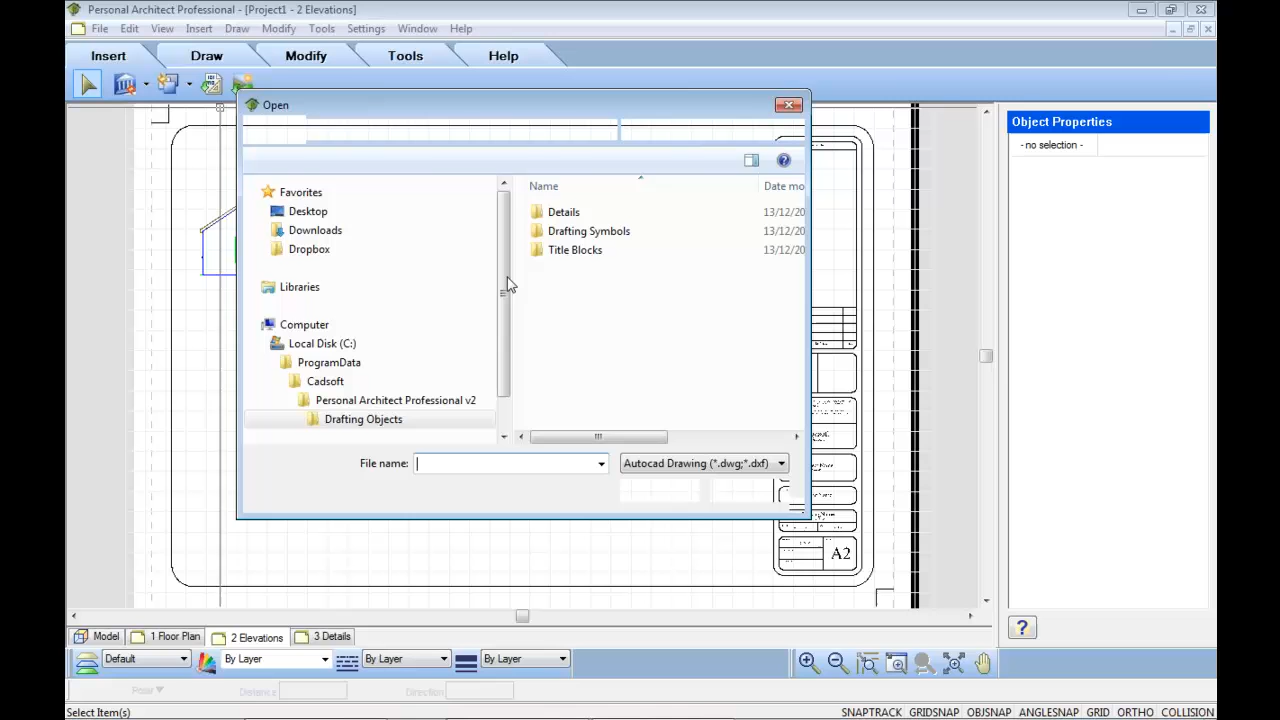 Personal Architect Professional - [Project1 - 2 Elevations]
File Edit View Insert Draw Modify Tools Settings Window Help
Insert Draw Modify Tools Help
Open
Object Properties
- no selection -
Name Date mo
Favorites
Desktop
Downloads
Dropbox
Libraries
Computer
Local Disk (C:)
ProgramData
Cadsoft
Personal Architect Professional v2
Drafting Objects
Details 13/12/20
Drafting Symbols 13/12/20
Title Blocks 13/12/20
File name: Autocad Drawing (*.dwg;*.dxf)
A2
Model 1 Floor Plan 2 Elevations 3 Details
Default By Layer By Layer By Layer
Polar Distance Direction
Select Item(s) SNAPTRACK GRIDSNAP OBJSNAP ANGLESNAP GRID ORTHO COLLISION